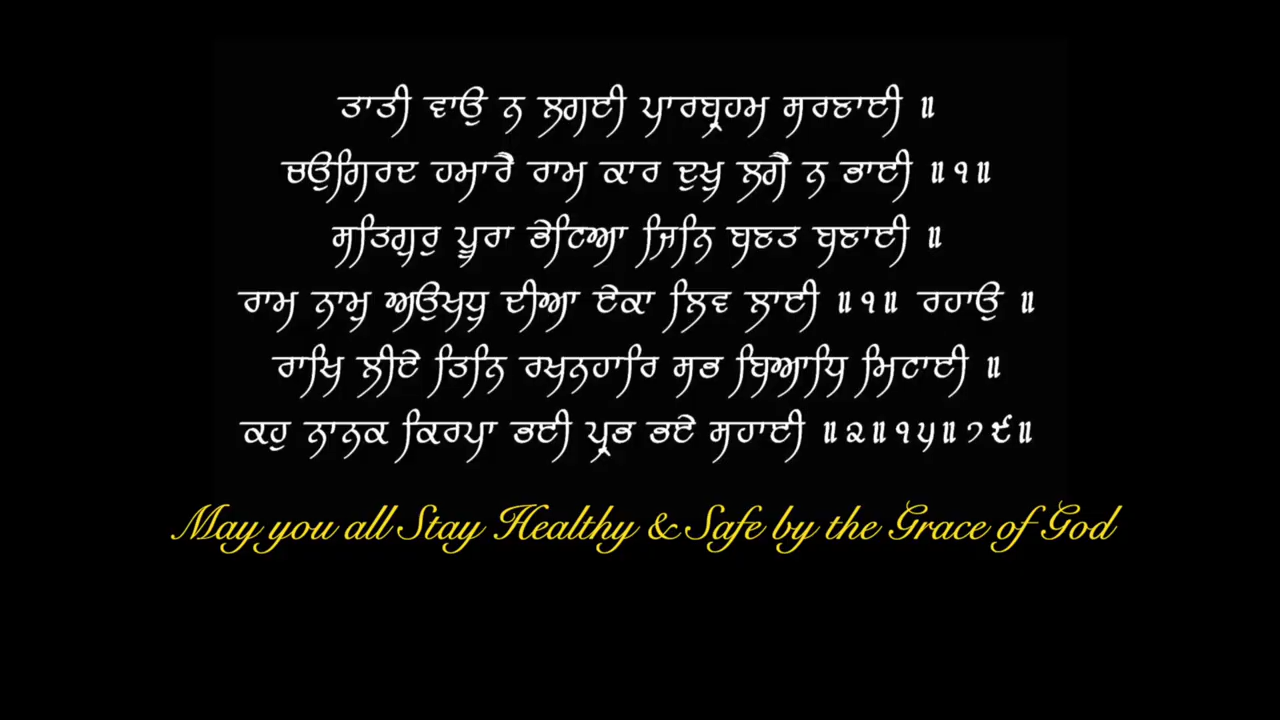 ਤਾਤੀ ਵਾਉ ਨ ਲਗਈ ਪਾਰਬ੍ਰਹਮ ਸਰਣਾਈ ॥
ਚਉਗਿਰਦ ਹਮਾਰੈ ਰਾਮ ਕਾਰ ਦੁਖੁ ਲਗੈ ਨ ਭਾਈ ॥੧॥
ਸਤਿਗੁਰੁ ਪੂਰਾ ਭੇਟਿਆ ਜਿਨਿ ਬਣਤ ਬਣਾਈ ॥
ਰਾਮ ਨਾਮੁ ਅਉਖਧੁ ਦੀਆ ਏਕਾ ਲਿਵ ਲਾਈ ॥੧॥ ਰਹਾਉ ॥
ਰਾਖਿ ਲੀਏ ਤਿਨਿ ਰਖਨਹਾਰਿ ਸਭ ਬਿਆਧਿ ਮਿਟਾਈ ॥
ਕਹੁ ਨਾਨਕ ਕਿਰਪਾ ਭਈ ਪ੍ਰਭ ਭਏ ਸਹਾਈ ॥੨॥੧੫॥੭੯॥
May you all Stay Healthy & Safe by the Grace of God